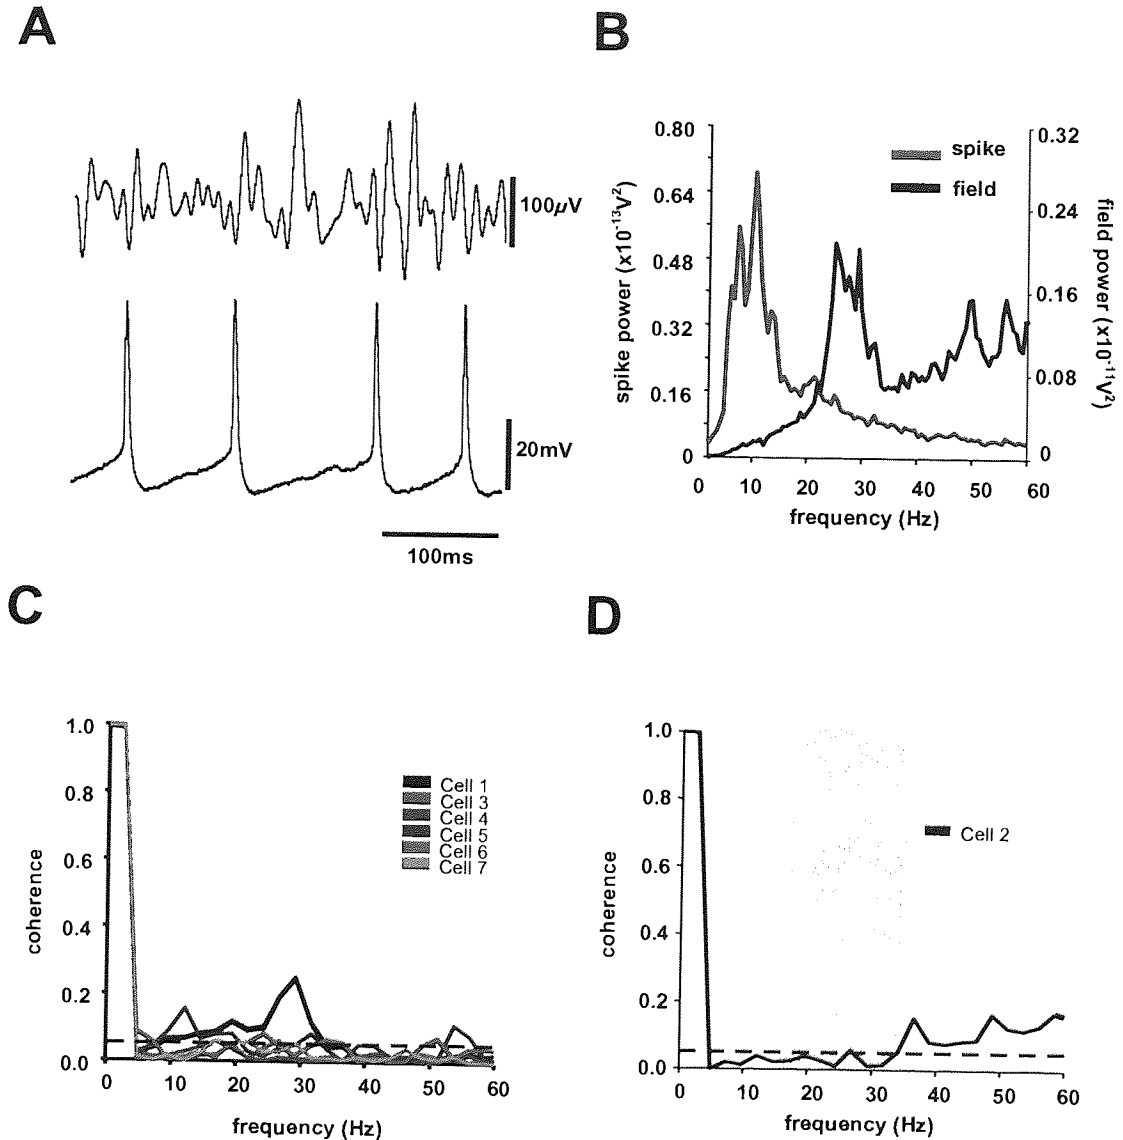 A
100µV
20mV
100ms
B
0.80
0.64
0.48
0.32
0.16
0
spike power (x10⁻¹³V²)
spike
field
0.32
0.24
0.16
0.08
0
field power (x10⁻¹¹V²)
0 10 20 30 40 50 60
frequency (Hz)
C
1.0
0.8
0.6
0.4
0.2
0.0
coherence
Cell 1
Cell 3
Cell 4
Cell 5
Cell 6
Cell 7
0 10 20 30 40 50 60
frequency (Hz)
D
1.0
0.8
0.6
0.4
0.2
0.0
coherence
Cell 2
0 10 20 30 40 50 60
frequency (Hz)